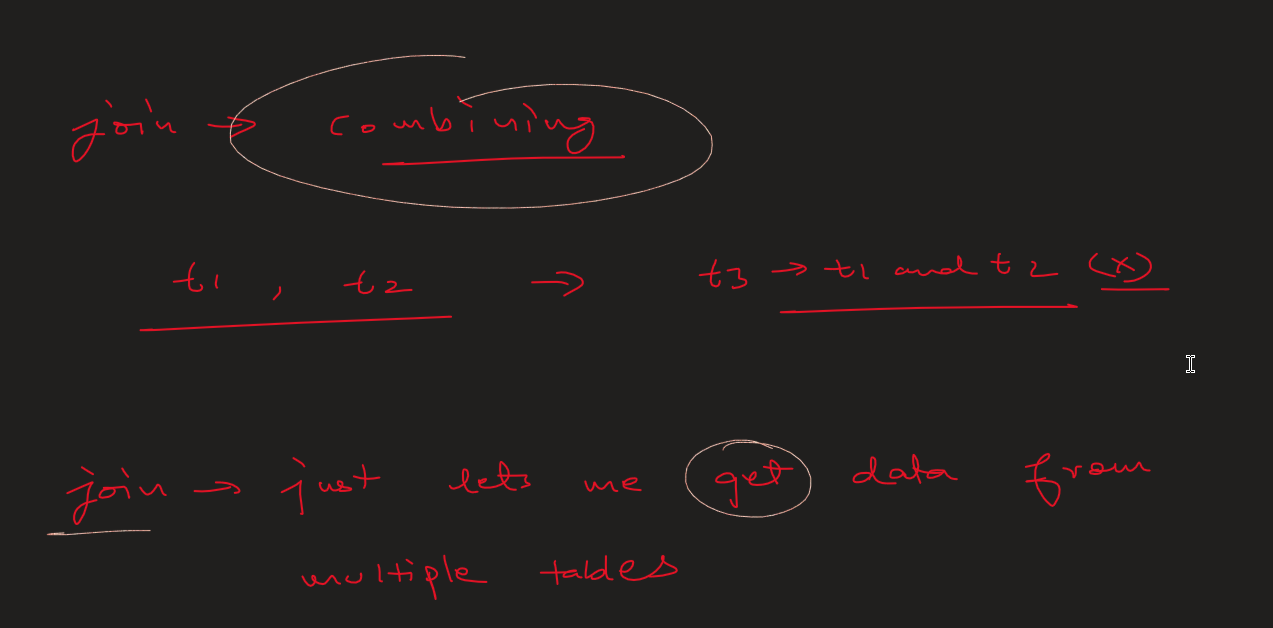 join → combining
t1 , t2 → t3 → t1 and t2 (x)
join → just lets me get data from
multiple tables